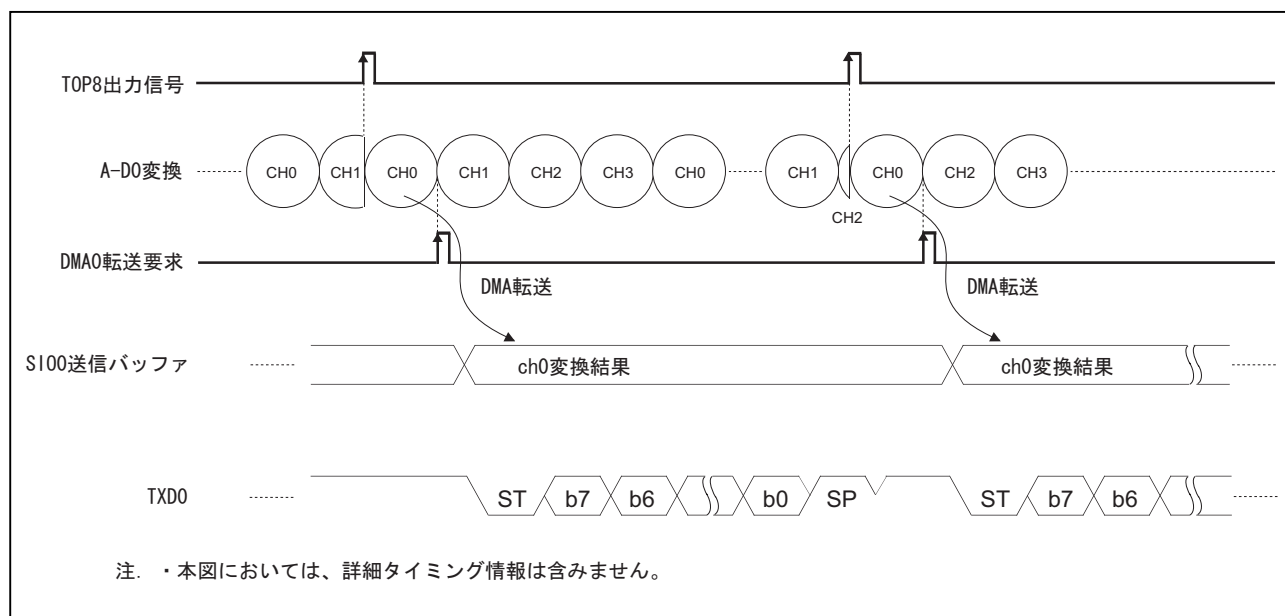 TOP8出力信号
A-D0変換
CH0 CH1 CH0 CH1 CH2 CH3 CH0 CH1 CH0 CH2 CH3
CH2
DMA0転送要求
DMA転送 DMA転送
SIO0送信バッファ
ch0変換結果 ch0変換結果
TXD0
ST b7 b6 b0 SP ST b7 b6
注. ・本図においては、詳細タイミング情報は含みません。